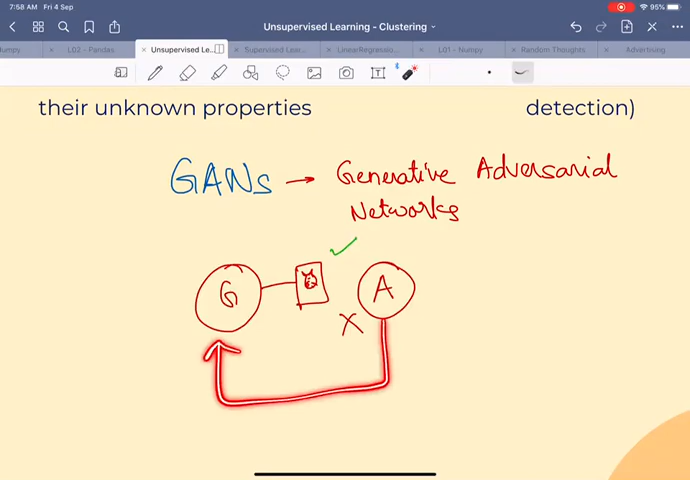 7:58 AM Fri 4 Sep
95%
Unsupervised Learning - Clustering
L02 - Pandas
Unsupervised Le...
Supervised Lear...
LinearRegressio...
L01 - Numpy
Random Thoughts
Advertiring
T
their unknown properties
detection)
GANs → Generative Adversarial
Networks
G
A
X